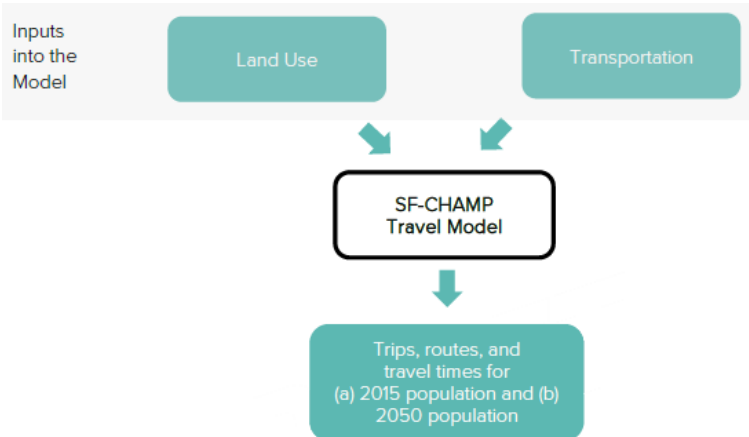 Inputs
into the
Model
Land Use
Transportation
SF-CHAMP
Travel Model
Trips, routes, and
travel times for
(a) 2015 population and (b)
2050 population